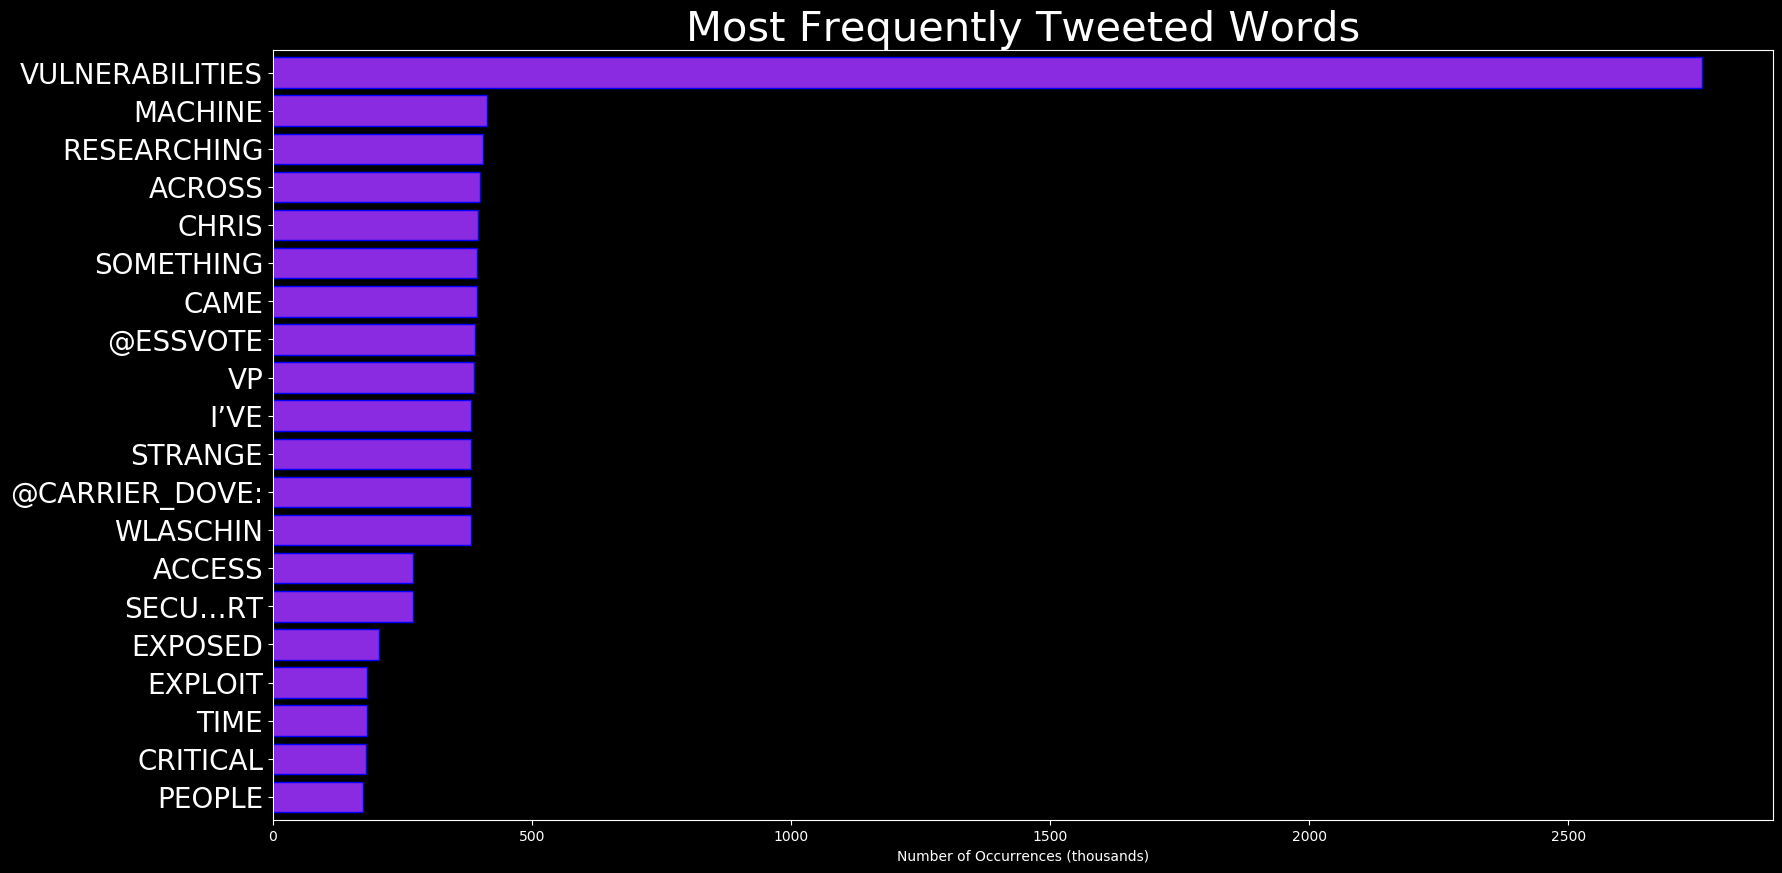 Most Frequently Tweeted Words
VULNERABILITIES
MACHINE
RESEARCHING
ACROSS
CHRIS
SOMETHING
CAME
@ESSVOTE
VP
I’VE
STRANGE
@CARRIER_DOVE:
WLASCHIN
ACCESS
SECU…RT
EXPOSED
EXPLOIT
TIME
CRITICAL
PEOPLE
0 500 1000 1500 2000 2500
Number of Occurrences (thousands)